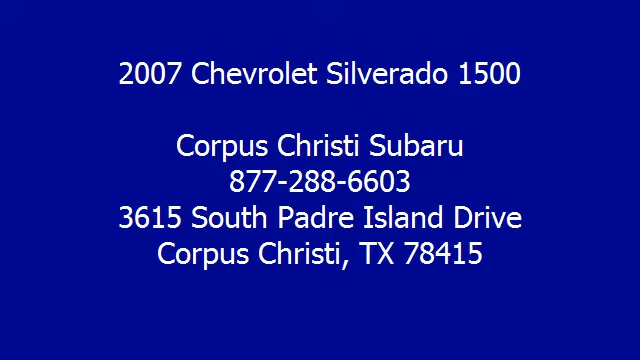 2007 Chevrolet Silverado 1500
Corpus Christi Subaru
877-288-6603
3615 South Padre Island Drive
Corpus Christi, TX 78415